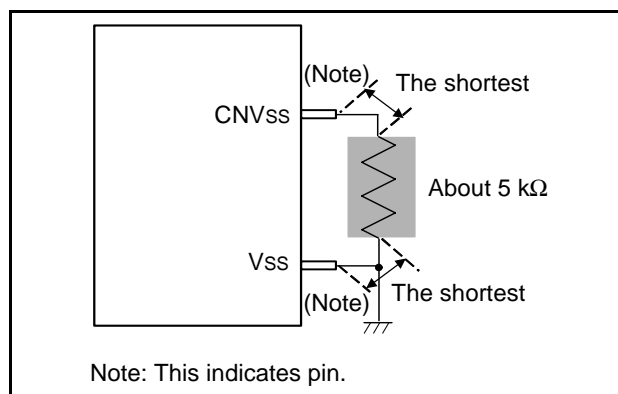 (Note)
The shortest
CNVSS
About 5 kΩ
VSS
(Note)
The shortest
Note: This indicates pin.